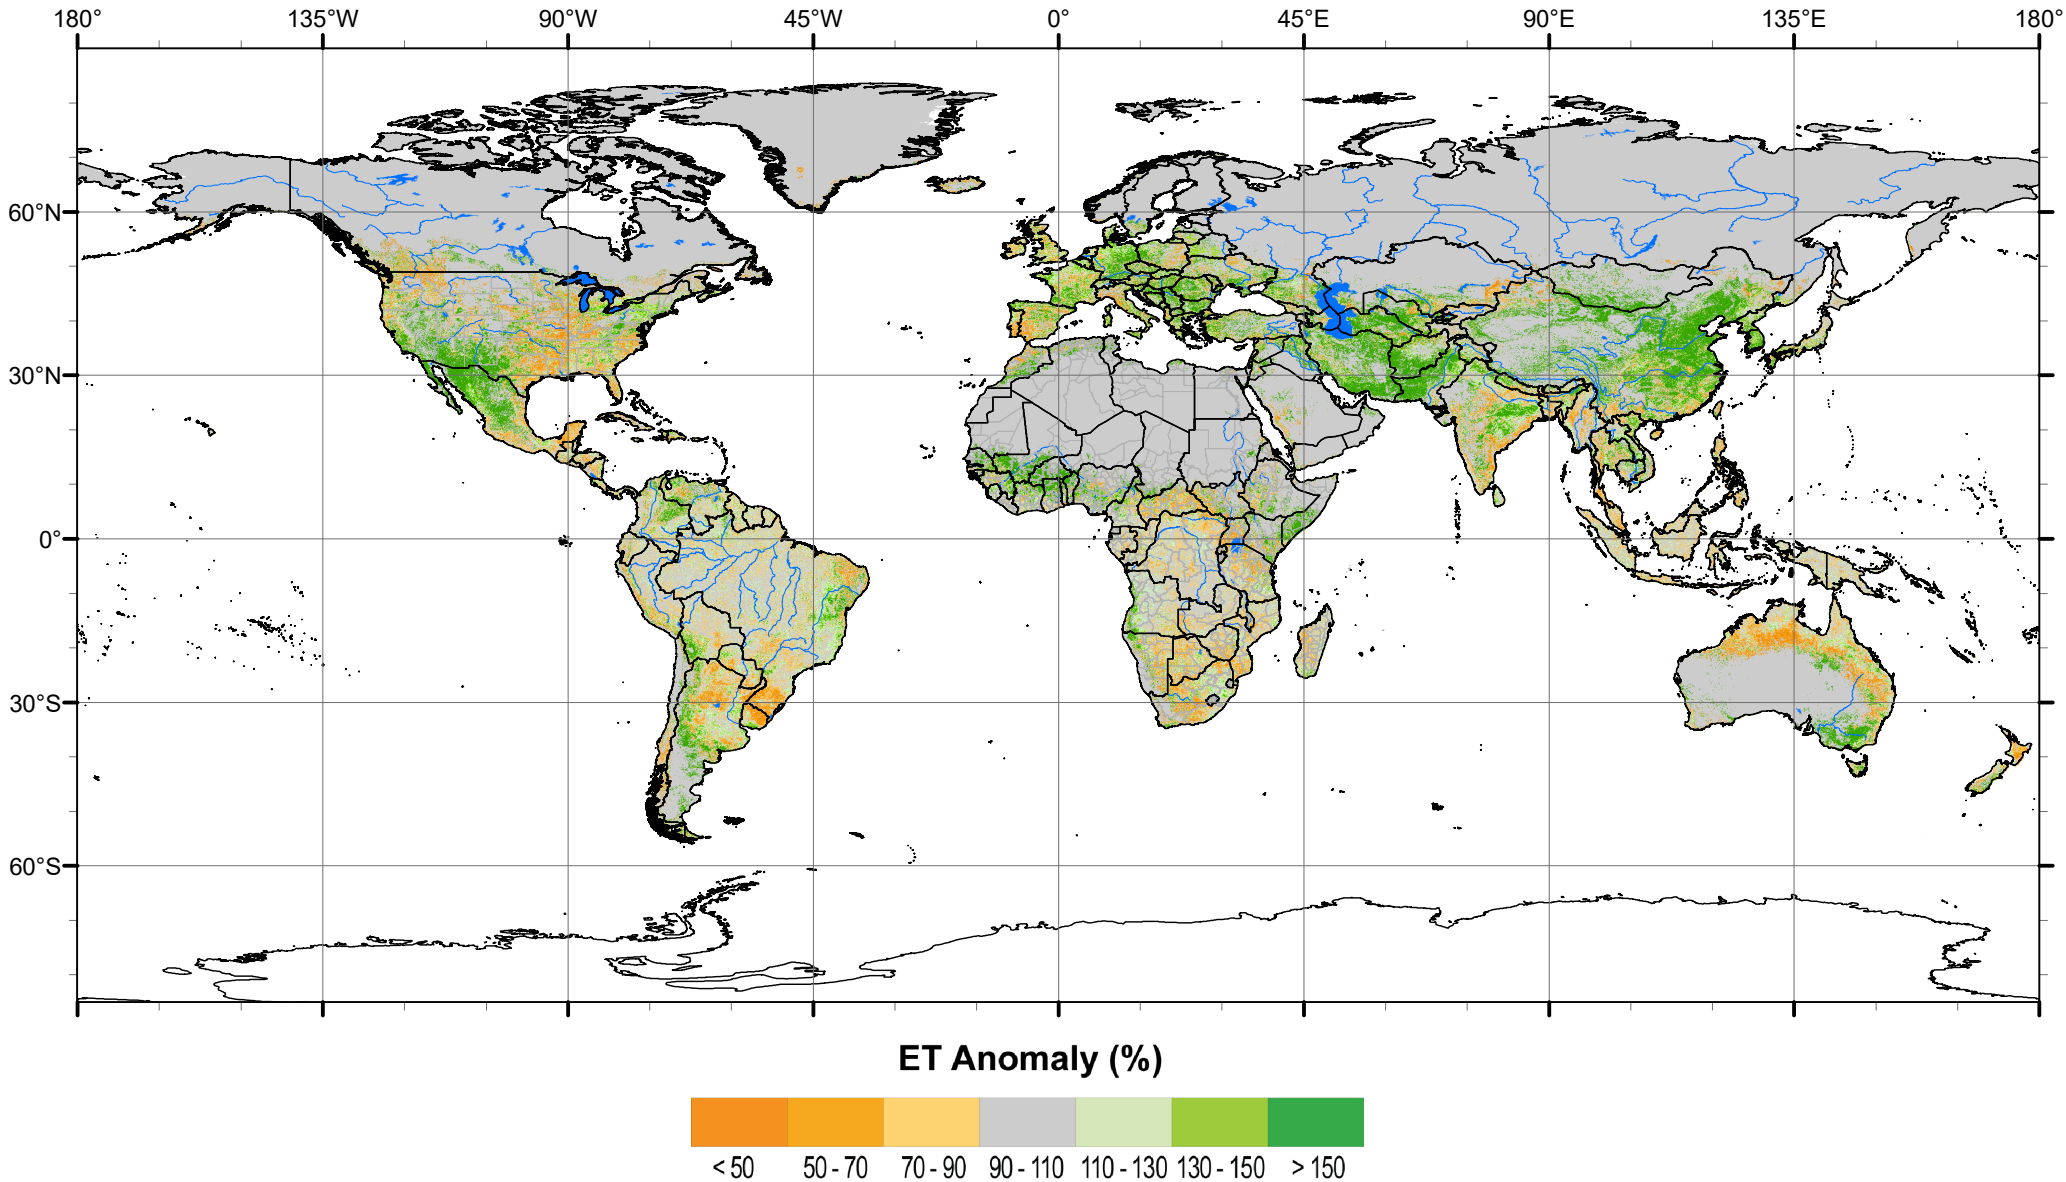 180° 135°W 90°W 45°W 0° 45°E 90°E 135°E 180°
60°N
30°N
0°
30°S
60°S
ET Anomaly (%)
< 50 50 - 70 70 - 90 90 - 110 110 - 130 130 - 150 > 150